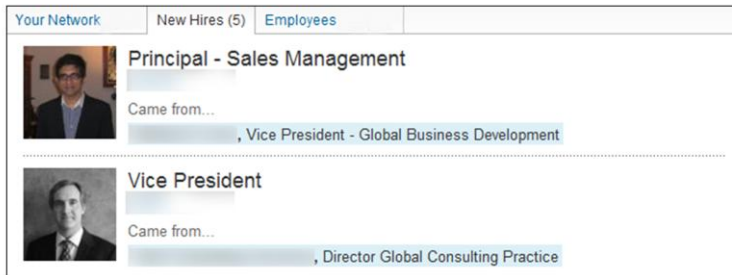 Your Network New Hires (5) Employees
Principal - Sales Management
Came from...
, Vice President - Global Business Development
Vice President
Came from...
, Director Global Consulting Practice